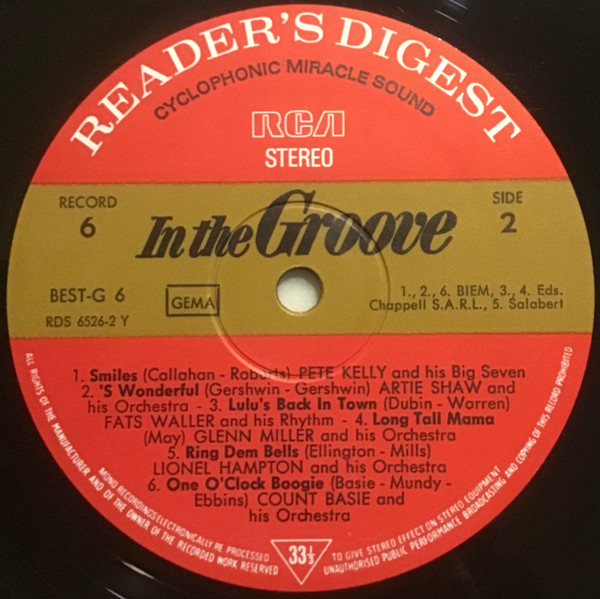 READER'S DIGEST
CYCLOPHONIC MIRACLE SOUND
RCA
STEREO
RECORD
6
SIDE
2
In the Groove
BEST-G 6
GEMA
RDS 6526-2 Y
1., 2., 6. BIEM, 3., 4. Eds.
Chappell S.A.R.L., 5. Salabert
1. Smiles (Callahan - Roberts) PETE KELLY and his Big Seven
2. 'S Wonderful (Gershwin - Gershwin) ARTIE SHAW and
his Orchestra - 3. Lulu's Back In Town (Dubin - Warren)
FATS WALLER and his Rhythm - 4. Long Tall Mama
(May) GLENN MILLER and his Orchestra
5. Ring Dem Bells (Ellington - Mills)
LIONEL HAMPTON and his Orchestra
6. One O'Clock Boogie (Basie - Mundy -
Ebbins) COUNT BASIE and
his Orchestra
ALL RIGHTS OF THE MANUFACTURER AND OF THE OWNER OF THE RECORDED WORK RESERVED
MONO RECORDINGS ELECTRONICALLY RE-PROCESSED
TO GIVE STEREO EFFECT ON STEREO EQUIPMENT
UNAUTHORISED PUBLIC PERFORMANCE BROADCASTING AND COPYING OF THIS RECORD PROHIBITED
33⅓